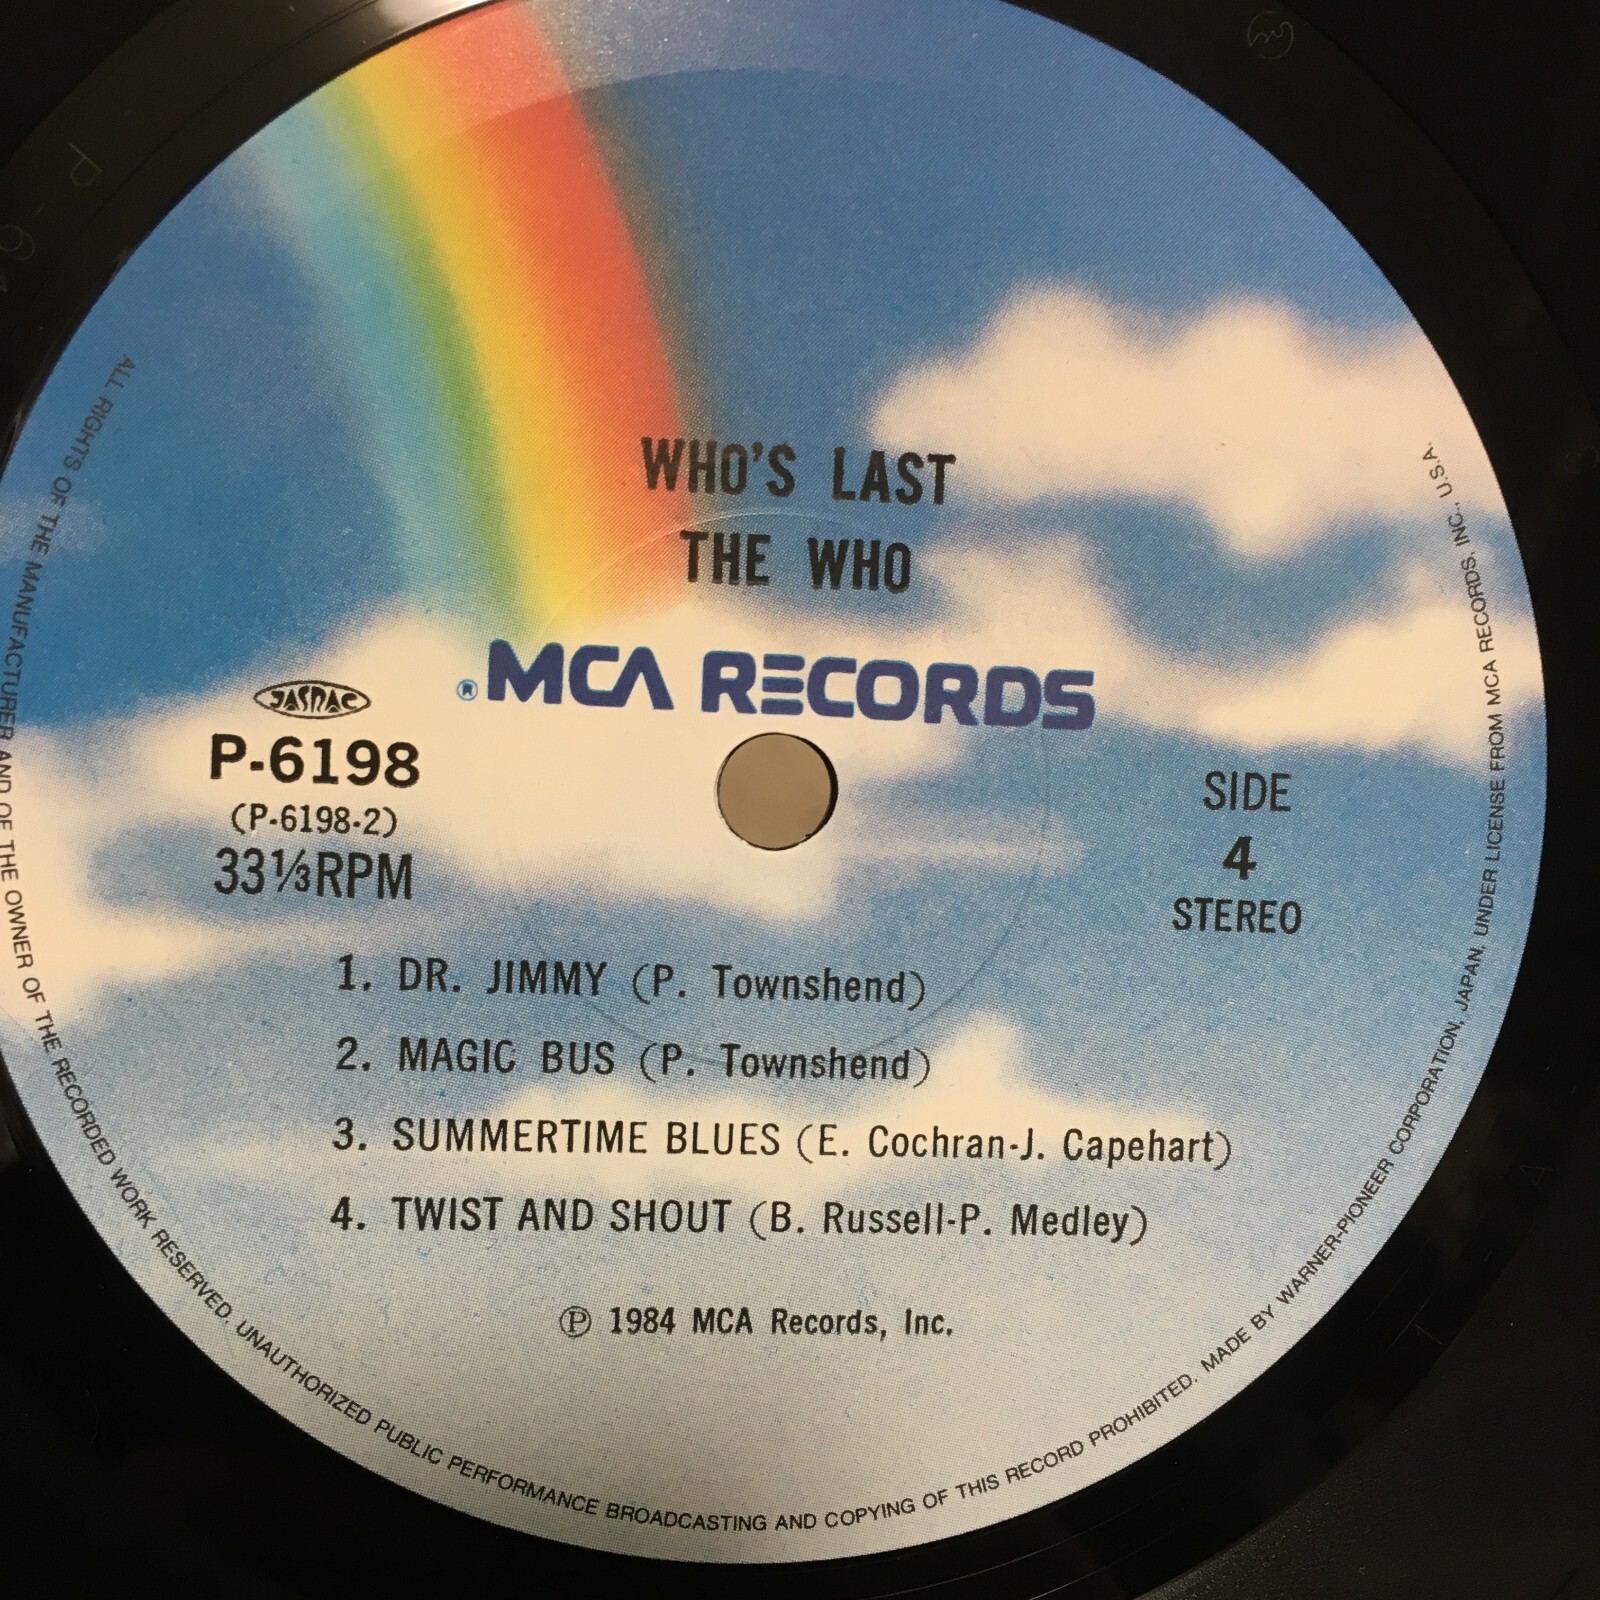 WHO'S LAST
THE WHO
® MCA RECORDS
JASRAC
P-6198
(P-6198-2)
33⅓RPM
SIDE
4
STEREO
1. DR. JIMMY (P. Townshend)
2. MAGIC BUS (P. Townshend)
3. SUMMERTIME BLUES (E. Cochran-J. Capehart)
4. TWIST AND SHOUT (B. Russell-P. Medley)
Ⓟ 1984 MCA Records, Inc.
ALL RIGHTS OF THE MANUFACTURER AND OF THE OWNER OF THE RECORDED WORK RESERVED. UNAUTHORIZED PUBLIC PERFORMANCE BROADCASTING AND COPYING OF THIS RECORD PROHIBITED. MADE BY WARNER-PIONEER CORPORATION, JAPAN, UNDER LICENSE FROM MCA RECORDS, INC., U.S.A.